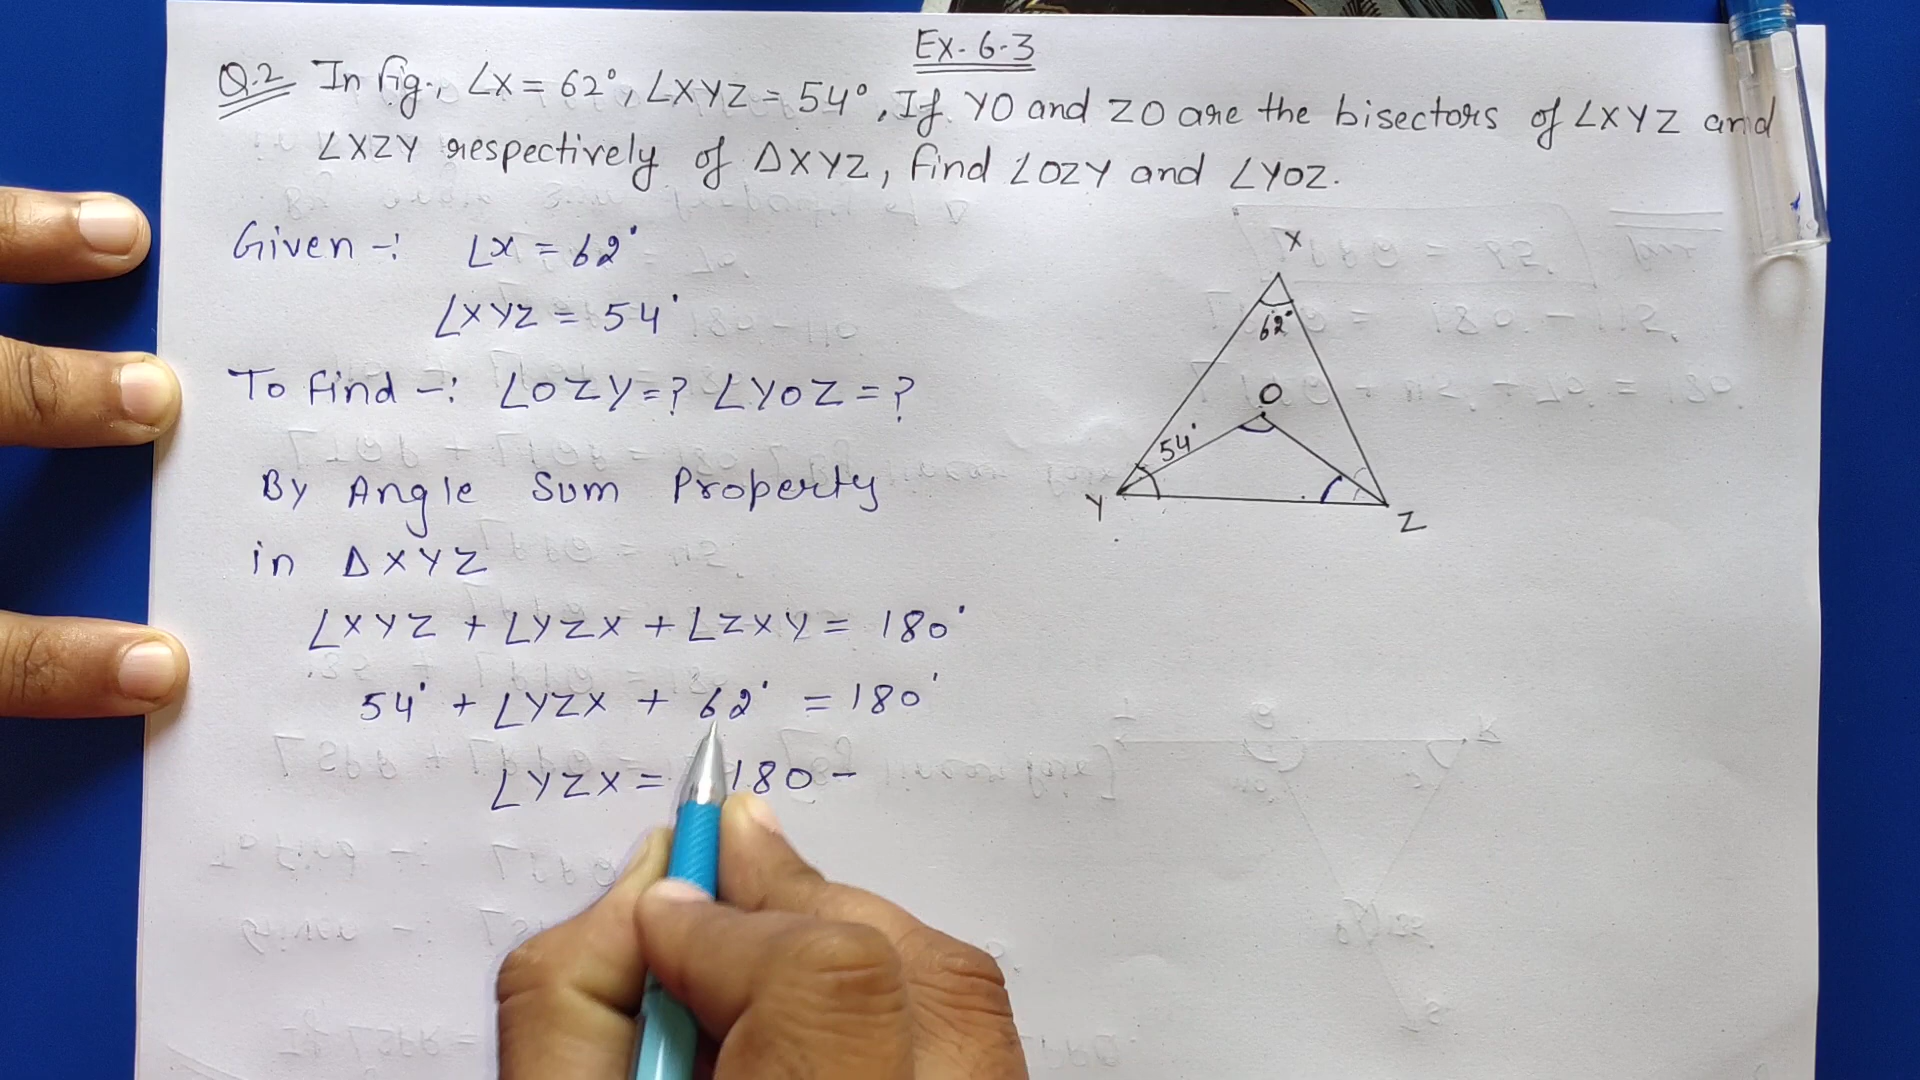 Ex-6-3
Q.2 In fig., ∠X = 62°, ∠XYZ = 54°, If YO and ZO are the bisectors of ∠XYZ and
∠XZY respectively of ΔXYZ, find ∠OZY and ∠YOZ.
Given -: ∠x = 62°
∠XYZ = 54°
To find -: ∠OZY = ? ∠YOZ = ?
By Angle Sum Property
in ΔXYZ
∠XYZ + ∠YZX + ∠ZXY = 180°
54° + ∠YZX + 62° = 180°
∠YZX = 180 -
X
62°
O
54°
Y
Z